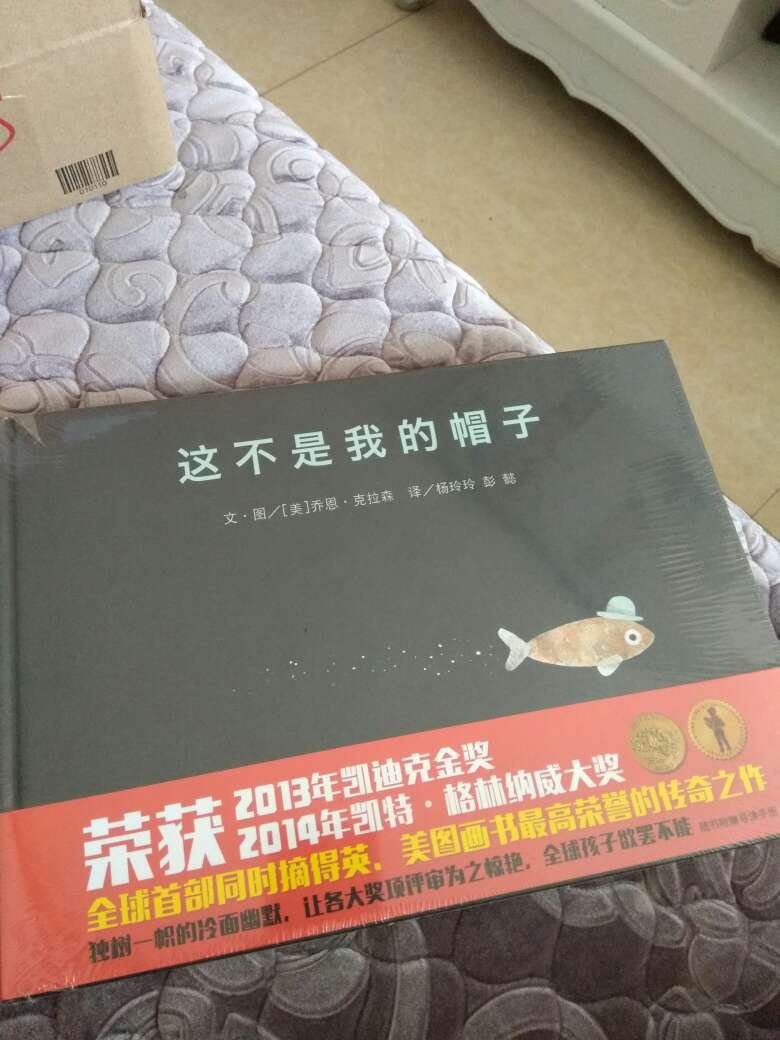 010110
这不是我的帽子
文·图／[美]乔恩·克拉森 译／杨玲玲 彭懿
荣获
2013年凯迪克金奖
2014年凯特·格林纳威大奖
全球首部同时摘得英、美图画书最高荣誉的传奇之作
独树一帜的冷面幽默，让各大奖项评审为之惊艳，全球孩子欲罢不能